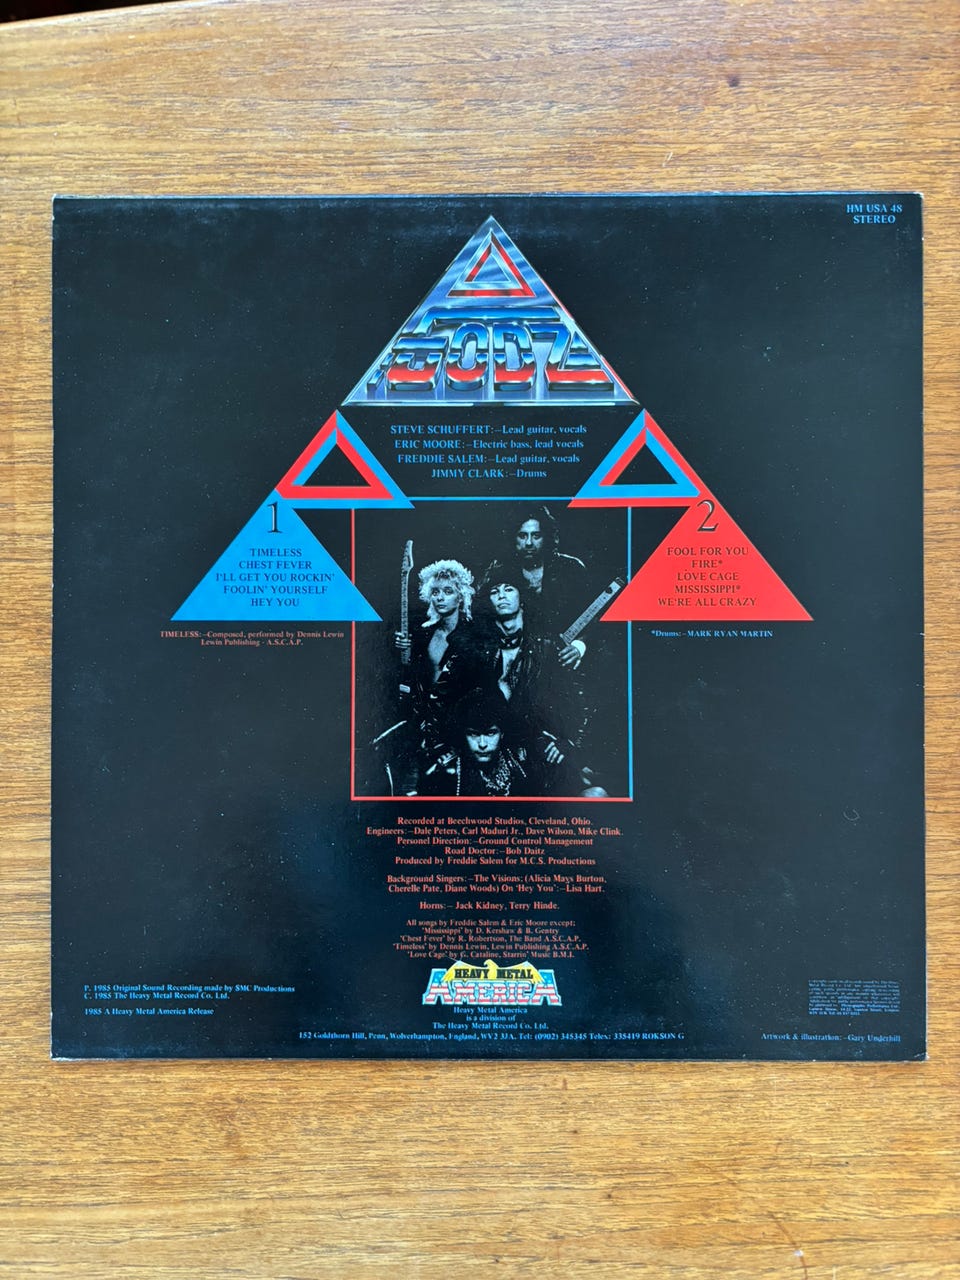 HM USA 48
STEREO
GODZ
STEVE SCHUFFERT:–Lead guitar, vocals
ERIC MOORE:–Electric bass, lead vocals
FREDDIE SALEM:–Lead guitar, vocals
JIMMY CLARK:–Drums
1
TIMELESS
CHEST FEVER
I'LL GET YOU ROCKIN'
FOOLIN' YOURSELF
HEY YOU
TIMELESS:–Composed, performed by Dennis Lewin
Lewin Publishing - A.S.C.A.P.
2
FOOL FOR YOU
FIRE*
LOVE CAGE
MISSISSIPPI*
WE'RE ALL CRAZY
*Drums:–MARK RYAN MARTIN
Recorded at Beechwood Studios, Cleveland, Ohio.
Engineers:–Dale Peters, Carl Maduri Jr., Dave Wilson, Mike Clink.
Personel Direction:–Ground Control Management
Road Doctor:–Bob Daitz
Produced by Freddie Salem for M.C.S. Productions
Background Singers:–The Visions: (Alicia Mays Burton,
Cherelle Pate, Diane Woods) On 'Hey You':–Lisa Hart.
Horns:– Jack Kidney, Terry Hinde.
All songs by Freddie Salem & Eric Moore except:
'Mississippi' by D. Kershaw & B. Gentry
'Chest Fever' by R. Robertson, The Band A.S.C.A.P.
'Timeless' by Dennis Lewin, Lewin Publishing A.S.C.A.P.
'Love Cage' by G. Cataline, Starrin' Music B.M.I.
HEAVY METAL
AMERICA
Heavy Metal America
is a division of
The Heavy Metal Record Co. Ltd.
152 Goldthorn Hill, Penn, Wolverhampton, England, WV2 3JA. Tel: (0902) 345345 Telex: 335419 ROKSON G
P. 1985 Original Sound Recording made by SMC Productions
C. 1985 The Heavy Metal Record Co. Ltd.
1985 A Heavy Metal America Release
Artwork & illustration:–Gary Underhill